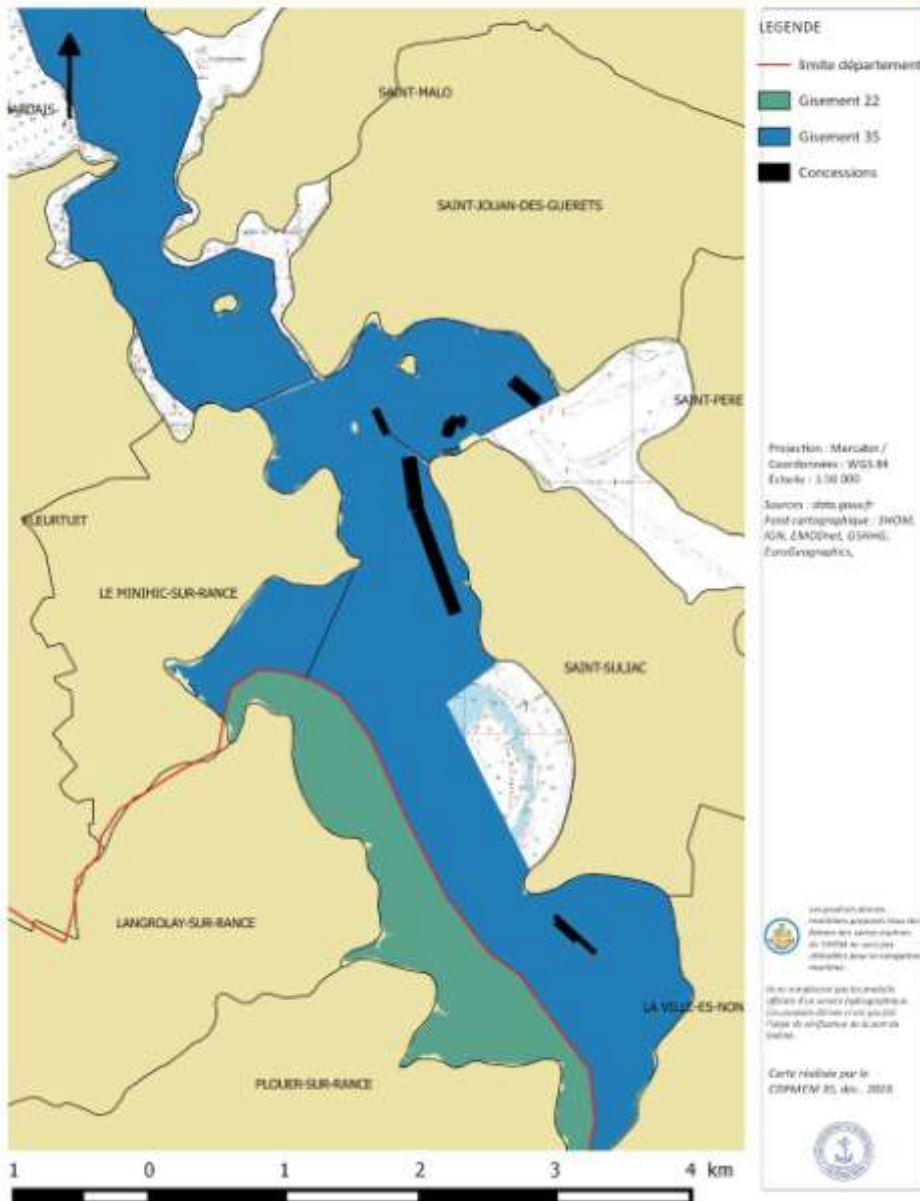 LEGENDE
limite département
Gisement 22
Gisement 35
Concessions
SAINT-MALO
SAINT-JOUAN-DES-GUERETS
SAINT-PERE
PLEURTUIT
LE MINIHIC-SUR-RANCE
SAINT-SULIAC
LANGROLAY-SUR-RANCE
LA VILLE-ES-NON
PLOUER-SUR-RANCE
Projection : Mercator /
Coordonnées : WGS 84
Echelle : 1:50 000
Sources : data.gouv.fr
Fond cartographique : SHOM,
IGN, EMODnet, GSHHG,
EuroGeographics,
Carte réalisée par le
CDPMEM 35, déc. 2020
1 0 1 2 3 4 km